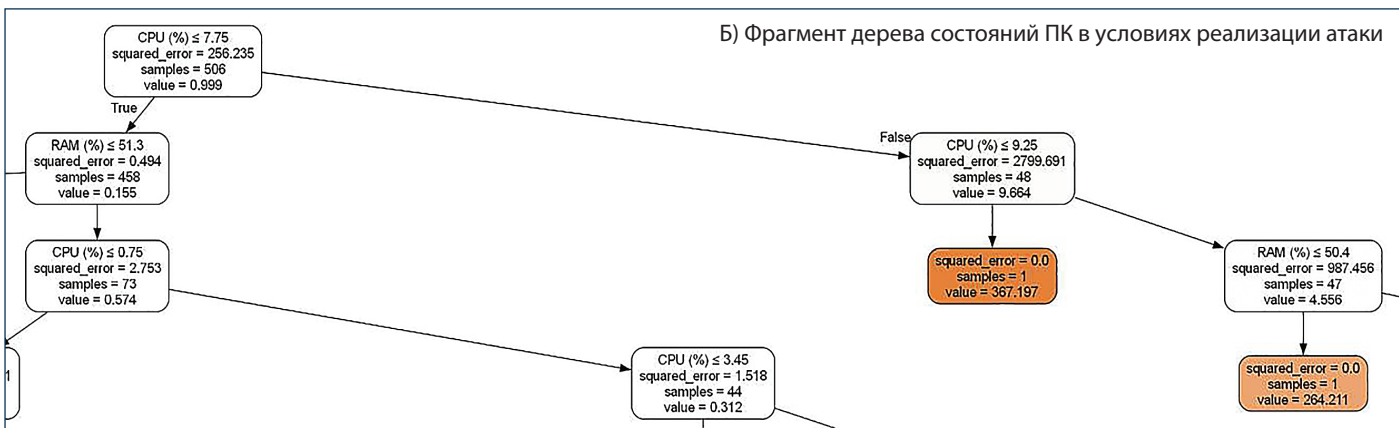 Б) Фрагмент дерева состояний ПК в условиях реализации атаки
CPU (%) ≤ 7.75
squared_error = 256.235
samples = 506
value = 0.999
True
False
RAM (%) ≤ 51.3
squared_error = 0.494
samples = 458
value = 0.155
CPU (%) ≤ 9.25
squared_error = 2799.691
samples = 48
value = 9.664
CPU (%) ≤ 0.75
squared_error = 2.753
samples = 73
value = 0.574
squared_error = 0.0
samples = 1
value = 367.197
RAM (%) ≤ 50.4
squared_error = 987.456
samples = 47
value = 4.556
1
CPU (%) ≤ 3.45
squared_error = 1.518
samples = 44
value = 0.312
squared_error = 0.0
samples = 1
value = 264.211